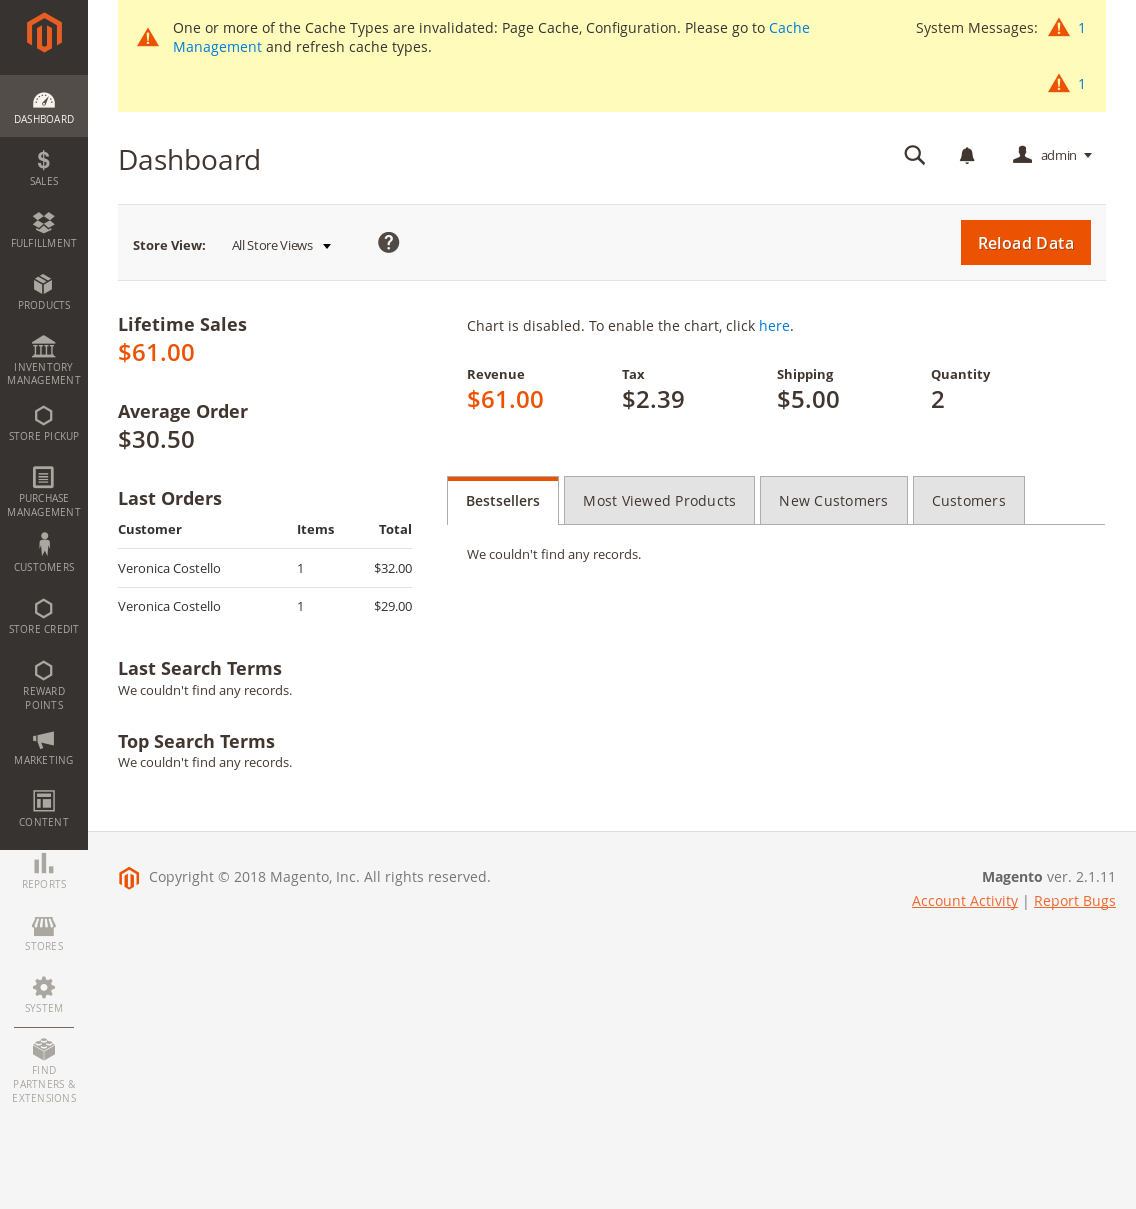 One or more of the Cache Types are invalidated: Page Cache, Configuration. Please go to Cache
Management and refresh cache types.
System Messages: 1
1
DASHBOARD
SALES
FULFILLMENT
PRODUCTS
INVENTORY
MANAGEMENT
STORE PICKUP
PURCHASE
MANAGEMENT
CUSTOMERS
STORE CREDIT
REWARD
POINTS
MARKETING
CONTENT
REPORTS
STORES
SYSTEM
FIND
PARTNERS &
EXTENSIONS
Dashboard
admin
Store View: All Store Views ?
Reload Data
Lifetime Sales
$61.00
Average Order
$30.50
Last Orders
Customer Items Total
Veronica Costello 1 $32.00
Veronica Costello 1 $29.00
Last Search Terms
We couldn't find any records.
Top Search Terms
We couldn't find any records.
Chart is disabled. To enable the chart, click here.
Revenue Tax Shipping Quantity
$61.00 $2.39 $5.00 2
Bestsellers Most Viewed Products New Customers Customers
We couldn't find any records.
Copyright © 2018 Magento, Inc. All rights reserved.
Magento ver. 2.1.11
Account Activity | Report Bugs